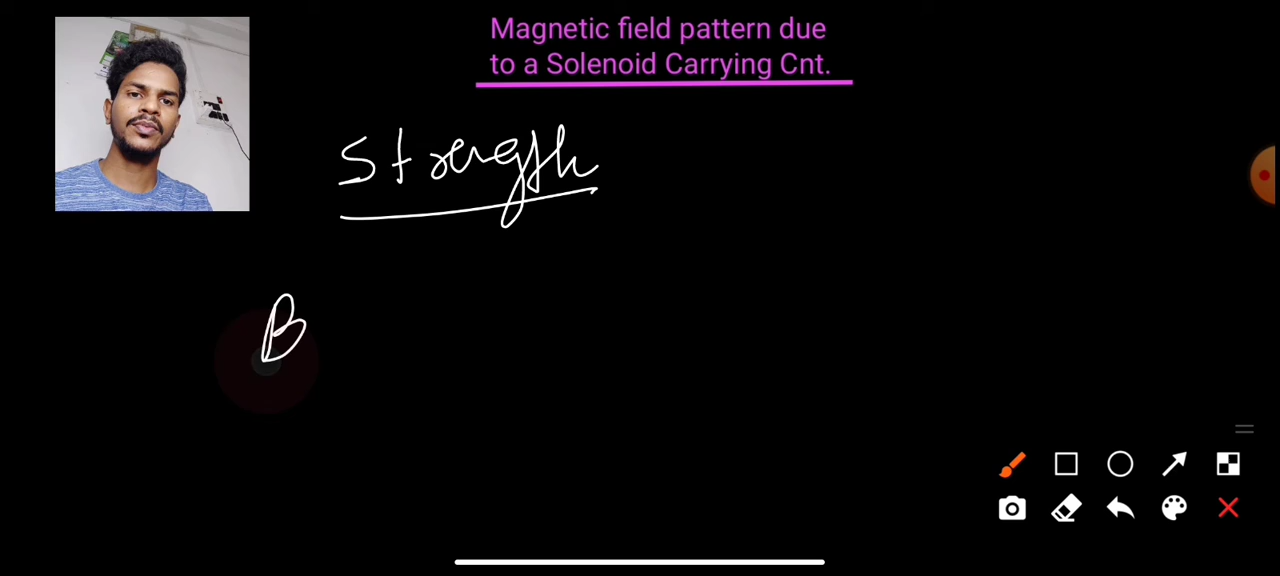 Magnetic field pattern due
to a Solenoid Carrying Cnt.
Strength
B